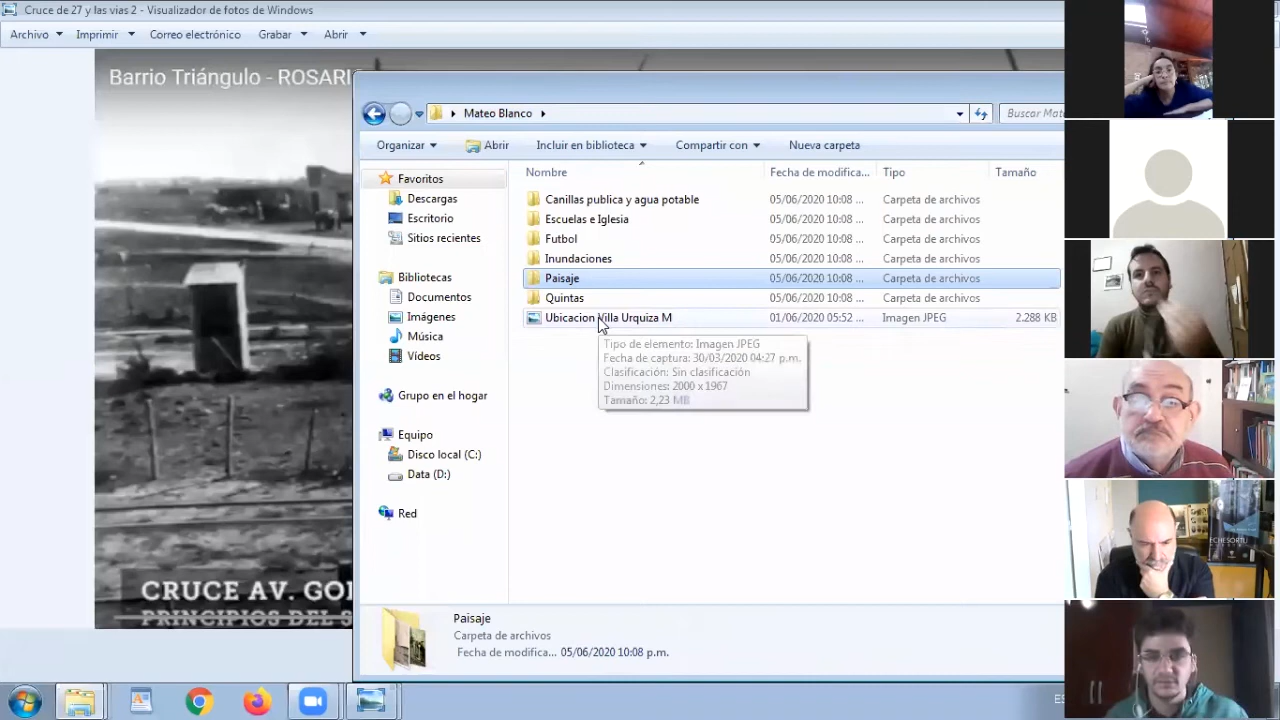 Cruce de 27 y las vias 2 - Visualizador de fotos de Windows
Archivo Imprimir Correo electrónico Grabar Abrir
Barrio Triángulo - ROSARIO
Mateo Blanco
Buscar Mat
Organizar Abrir Incluir en biblioteca Compartir con Nueva carpeta
Favoritos
Descargas
Escritorio
Sitios recientes
Bibliotecas
Documentos
Imágenes
Música
Vídeos
Grupo en el hogar
Equipo
Disco local (C:)
Data (D:)
Red
Nombre Fecha de modifica... Tipo Tamaño
Canillas publica y agua potable 05/06/2020 10:08 ... Carpeta de archivos
Escuelas e Iglesia 05/06/2020 10:08 ... Carpeta de archivos
Futbol 05/06/2020 10:08 ... Carpeta de archivos
Inundaciones 05/06/2020 10:08 ... Carpeta de archivos
Paisaje 05/06/2020 10:08 ... Carpeta de archivos
Quintas 05/06/2020 10:08 ... Carpeta de archivos
Ubicacion Villa Urquiza M 01/06/2020 05:52 ... Imagen JPEG 2.288 KB
Tipo de elemento: Imagen JPEG
Fecha de captura: 30/03/2020 04:27 p.m.
Clasificación: Sin clasificación
Dimensiones: 2000 x 1967
Tamaño: 2,23 MB
CRUCE AV. GO
PRINCIPIOS DEL S
Paisaje
Carpeta de archivos
Fecha de modifica... 05/06/2020 10:08 p.m.
ES
ECHESORTU